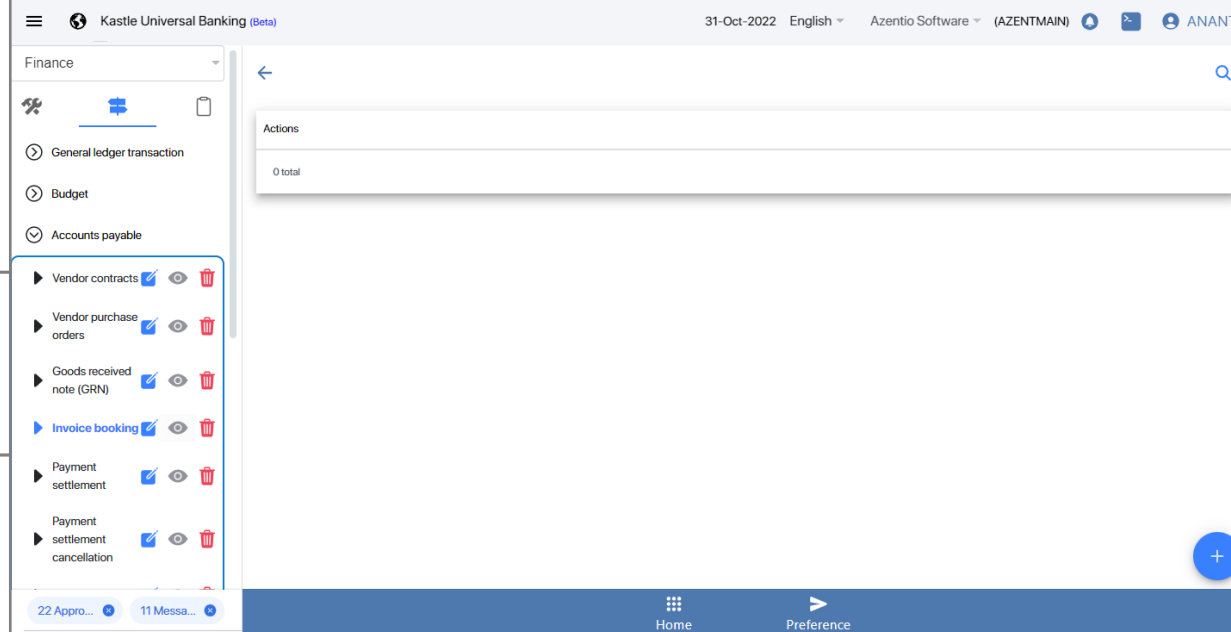 Kastle Universal Banking (Beta)
31-Oct-2022 English Azentio Software (AZENTMAIN) ANANT
Finance
General ledger transaction
Budget
Accounts payable
Vendor contracts
Vendor purchase
orders
Goods received
note (GRN)
Invoice booking
Payment
settlement
Payment
settlement
cancellation
22 Appro...
11 Messa...
Actions
0 total
Home
Preference